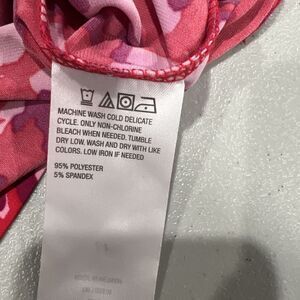 MACHINE WASH COLD DELICATE
CYCLE. ONLY NON-CHLORINE
BLEACH WHEN NEEDED. TUMBLE
DRY LOW. WASH AND DRY WITH LIKE
COLORS. LOW IRON IF NEEDED
95% POLYESTER
5% SPANDEX